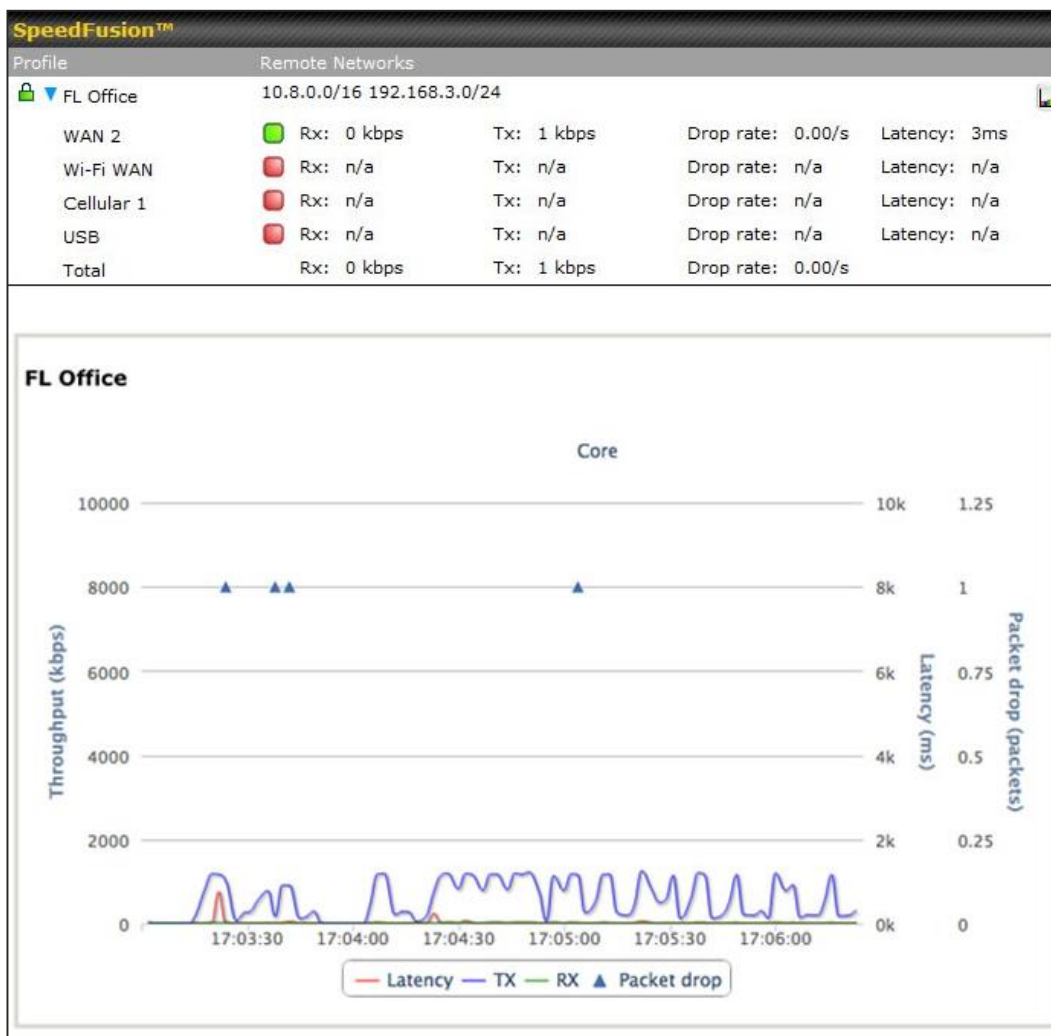 SpeedFusion™
Profile Remote Networks
FL Office 10.8.0.0/16 192.168.3.0/24
WAN 2 Rx: 0 kbps Tx: 1 kbps Drop rate: 0.00/s Latency: 3ms
Wi-Fi WAN Rx: n/a Tx: n/a Drop rate: n/a Latency: n/a
Cellular 1 Rx: n/a Tx: n/a Drop rate: n/a Latency: n/a
USB Rx: n/a Tx: n/a Drop rate: n/a Latency: n/a
Total Rx: 0 kbps Tx: 1 kbps Drop rate: 0.00/s
FL Office
Core
10000 10k 1.25
8000 8k 1
6000 6k 0.75
4000 4k 0.5
2000 2k 0.25
0 0k 0
Throughput (kbps)
Latency (ms)
Packet drop (packets)
17:03:30 17:04:00 17:04:30 17:05:00 17:05:30 17:06:00
Latency TX RX Packet drop